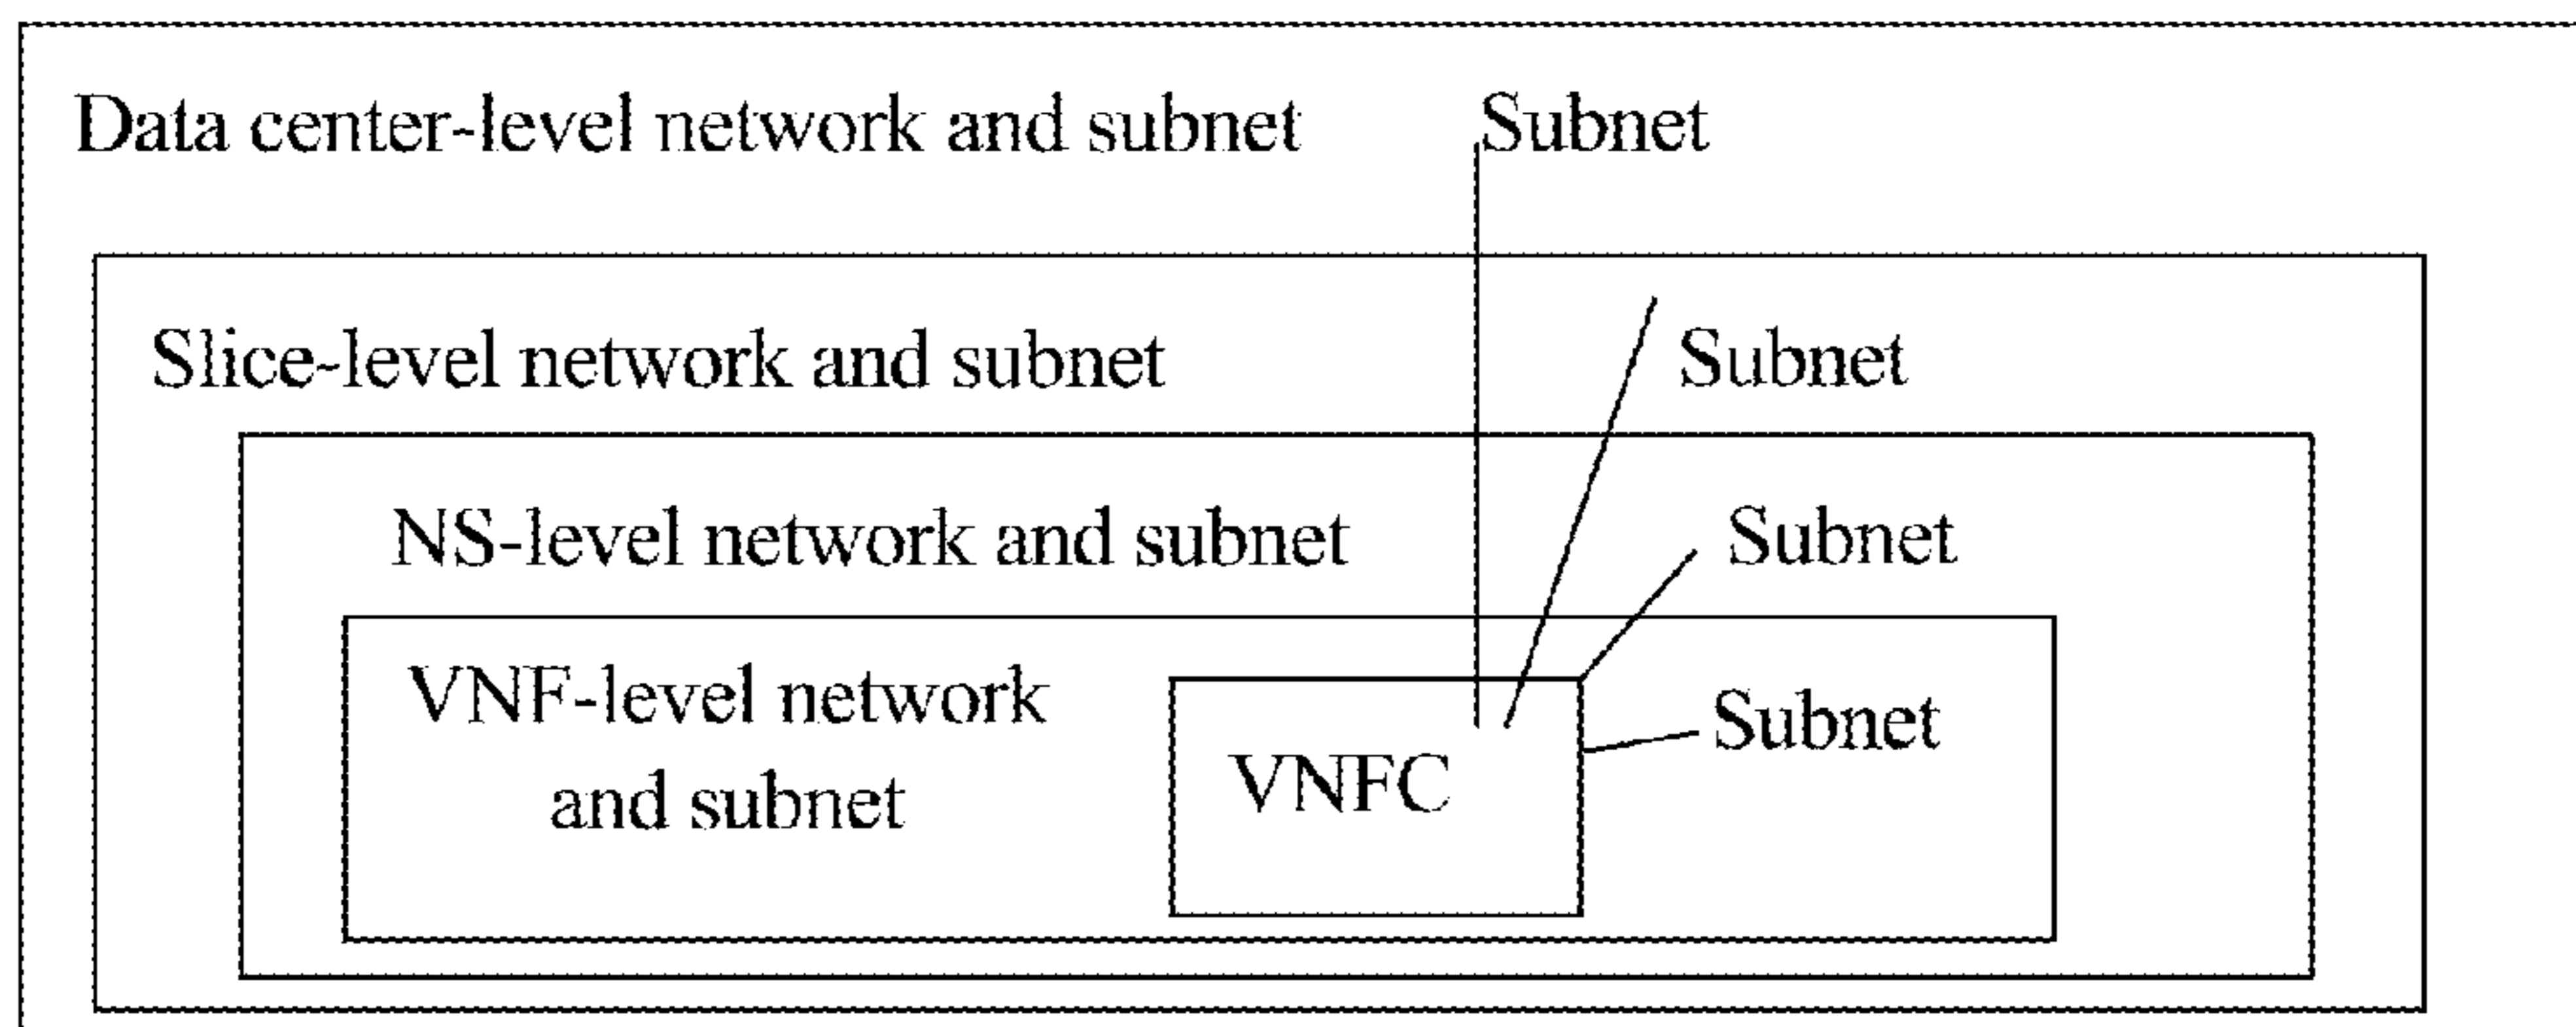 Data center-level network and subnet
Subnet
Slice-level network and subnet
Subnet
NS-level network and subnet
Subnet
VNF-level network
and subnet
Subnet
VNFC